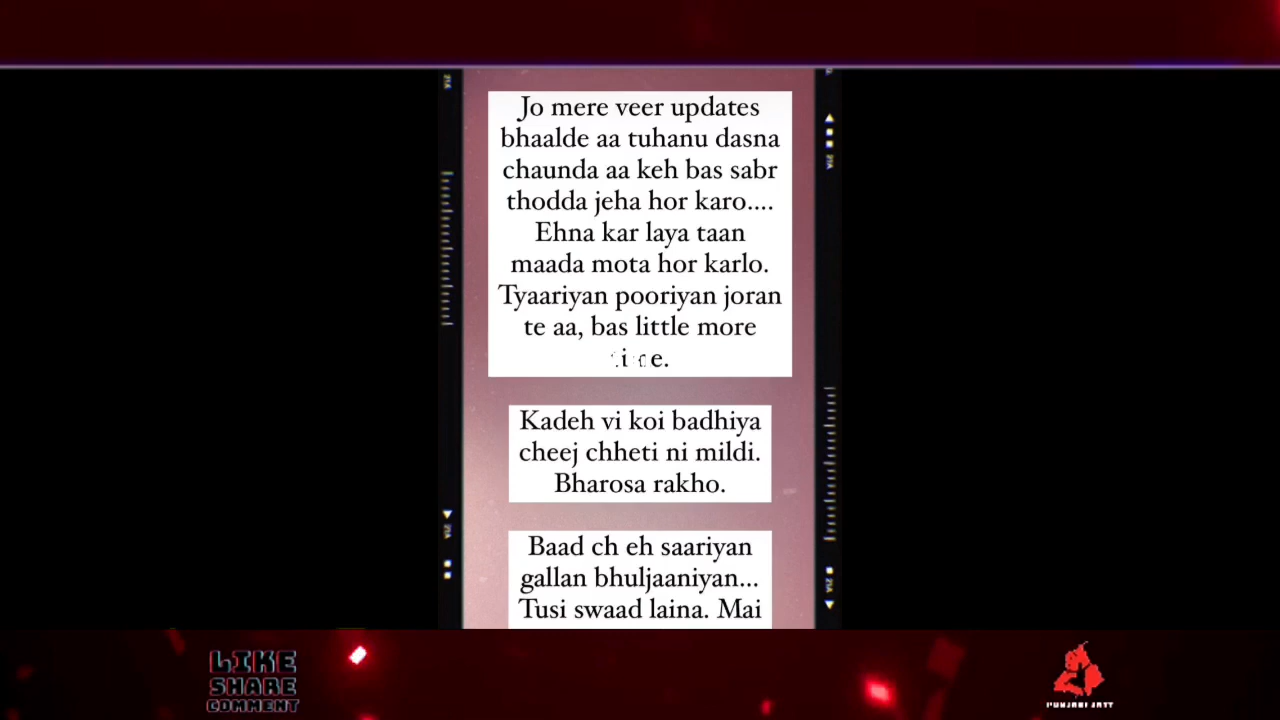 Jo mere veer updates
bhaalde aa tuhanu dasna
chaunda aa keh bas sabr
thodda jeha hor karo....
Ehna kar laya taan
maada mota hor karlo.
Tyaariyan pooriyan joran
te aa, bas little more
Kadeh vi koi badhiya
cheej chheti ni mildi.
Bharosa rakho.
Baad ch eh saariyan
gallan bhuljaaniyan...
Tusi swaad laina. Mai
LIKE
SHARE
COMMENT
PUNJABI JATT